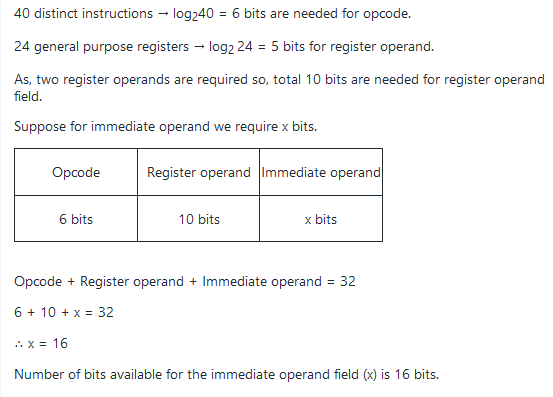 40 distinct instructions → log₂40 = 6 bits are needed for opcode.
24 general purpose registers → log₂ 24 = 5 bits for register operand.
As, two register operands are required so, total 10 bits are needed for register operand
field.
Suppose for immediate operand we require x bits.
Opcode Register operand Immediate operand
6 bits 10 bits x bits
Opcode + Register operand + Immediate operand = 32
6 + 10 + x = 32
∴ x = 16
Number of bits available for the immediate operand field (x) is 16 bits.